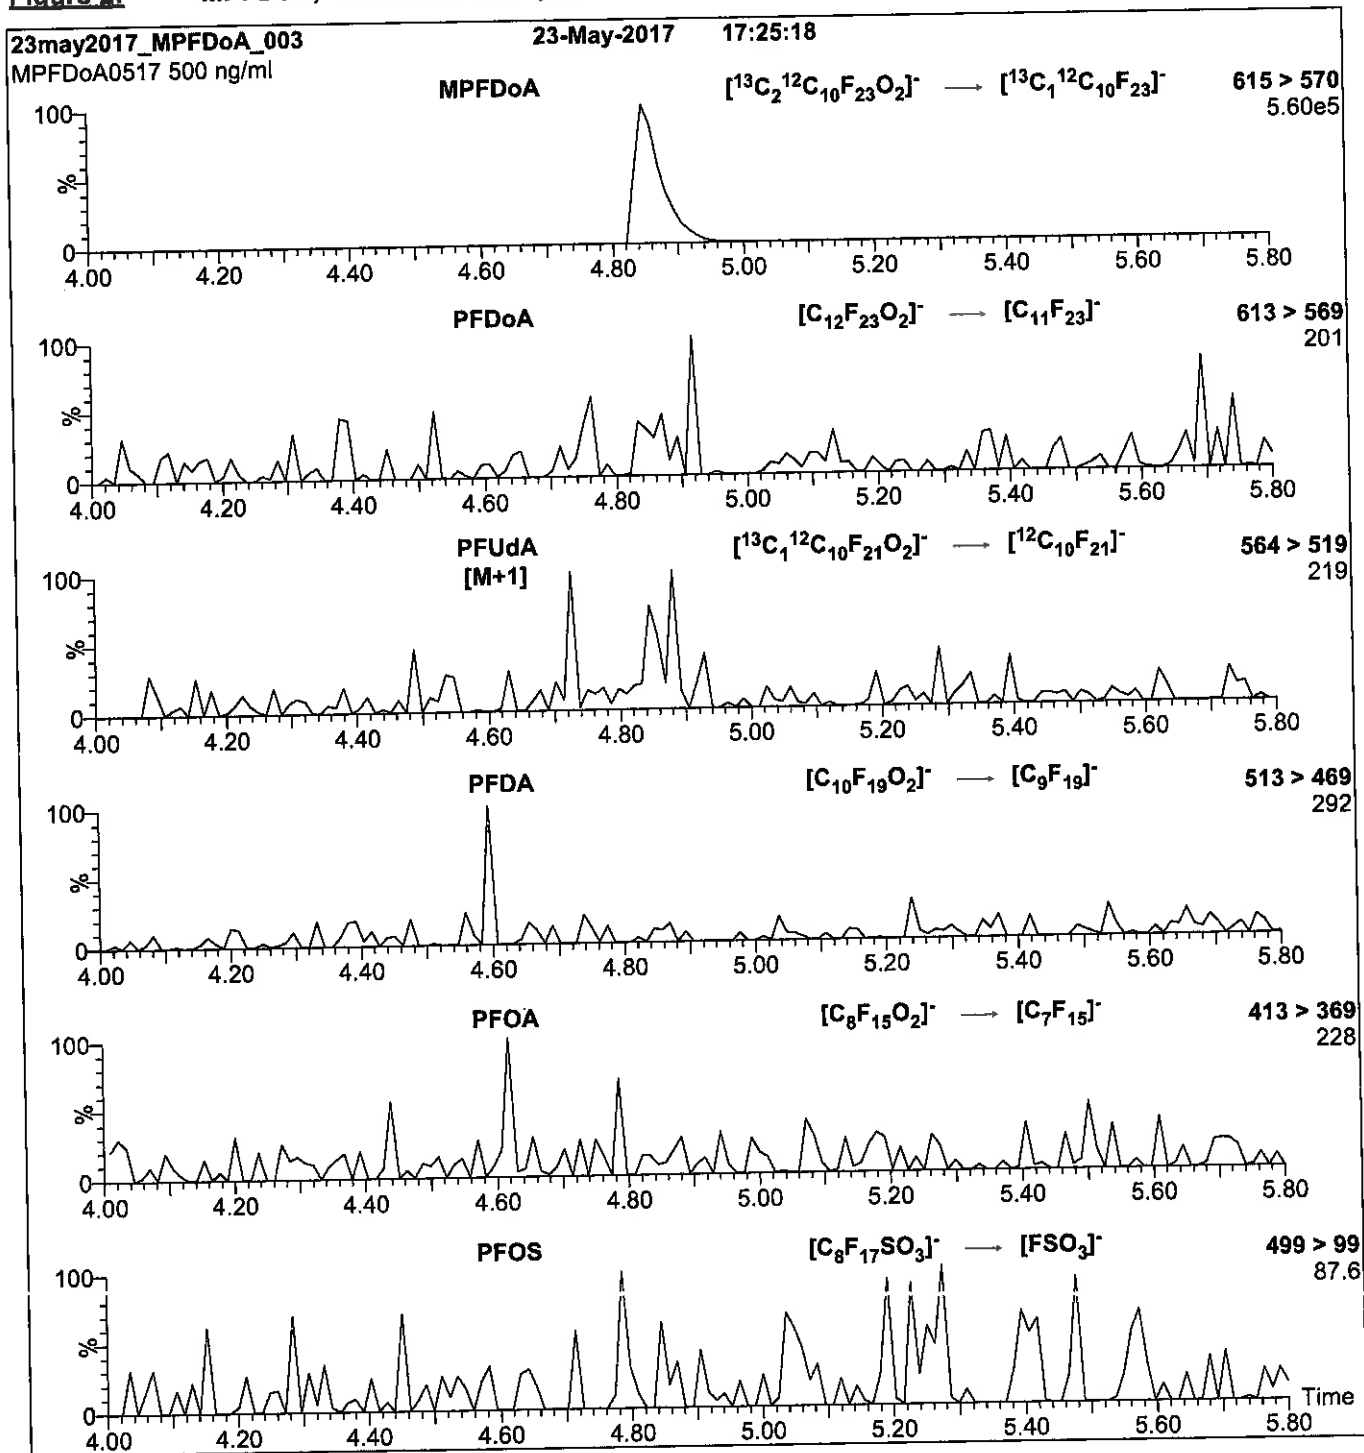 23may2017_MPFDoA_003 23-May-2017 17:25:18
MPFDoA0517 500 ng/ml
MPFDoA [¹³C₂¹²C₁₀F₂₃O₂]⁻ → [¹³C₁¹²C₁₀F₂₃]⁻ 615 > 570
5.60e5
100
%
0
4.00 4.20 4.40 4.60 4.80 5.00 5.20 5.40 5.60 5.80
PFDoA [C₁₂F₂₃O₂]⁻ → [C₁₁F₂₃]⁻ 613 > 569
201
100
%
0
4.00 4.20 4.40 4.60 4.80 5.00 5.20 5.40 5.60 5.80
PFUdA [¹³C₁¹²C₁₀F₂₁O₂]⁻ → [¹²C₁₀F₂₁]⁻ 564 > 519
[M+1] 219
100
%
0
4.00 4.20 4.40 4.60 4.80 5.00 5.20 5.40 5.60 5.80
PFDA [C₁₀F₁₉O₂]⁻ → [C₉F₁₉]⁻ 513 > 469
292
100
%
0
4.00 4.20 4.40 4.60 4.80 5.00 5.20 5.40 5.60 5.80
PFOA [C₈F₁₅O₂]⁻ → [C₇F₁₅]⁻ 413 > 369
228
100
%
0
4.00 4.20 4.40 4.60 4.80 5.00 5.20 5.40 5.60 5.80
PFOS [C₈F₁₇SO₃]⁻ → [FSO₃]⁻ 499 > 99
87.6
100
%
0 Time
4.00 4.20 4.40 4.60 4.80 5.00 5.20 5.40 5.60 5.80